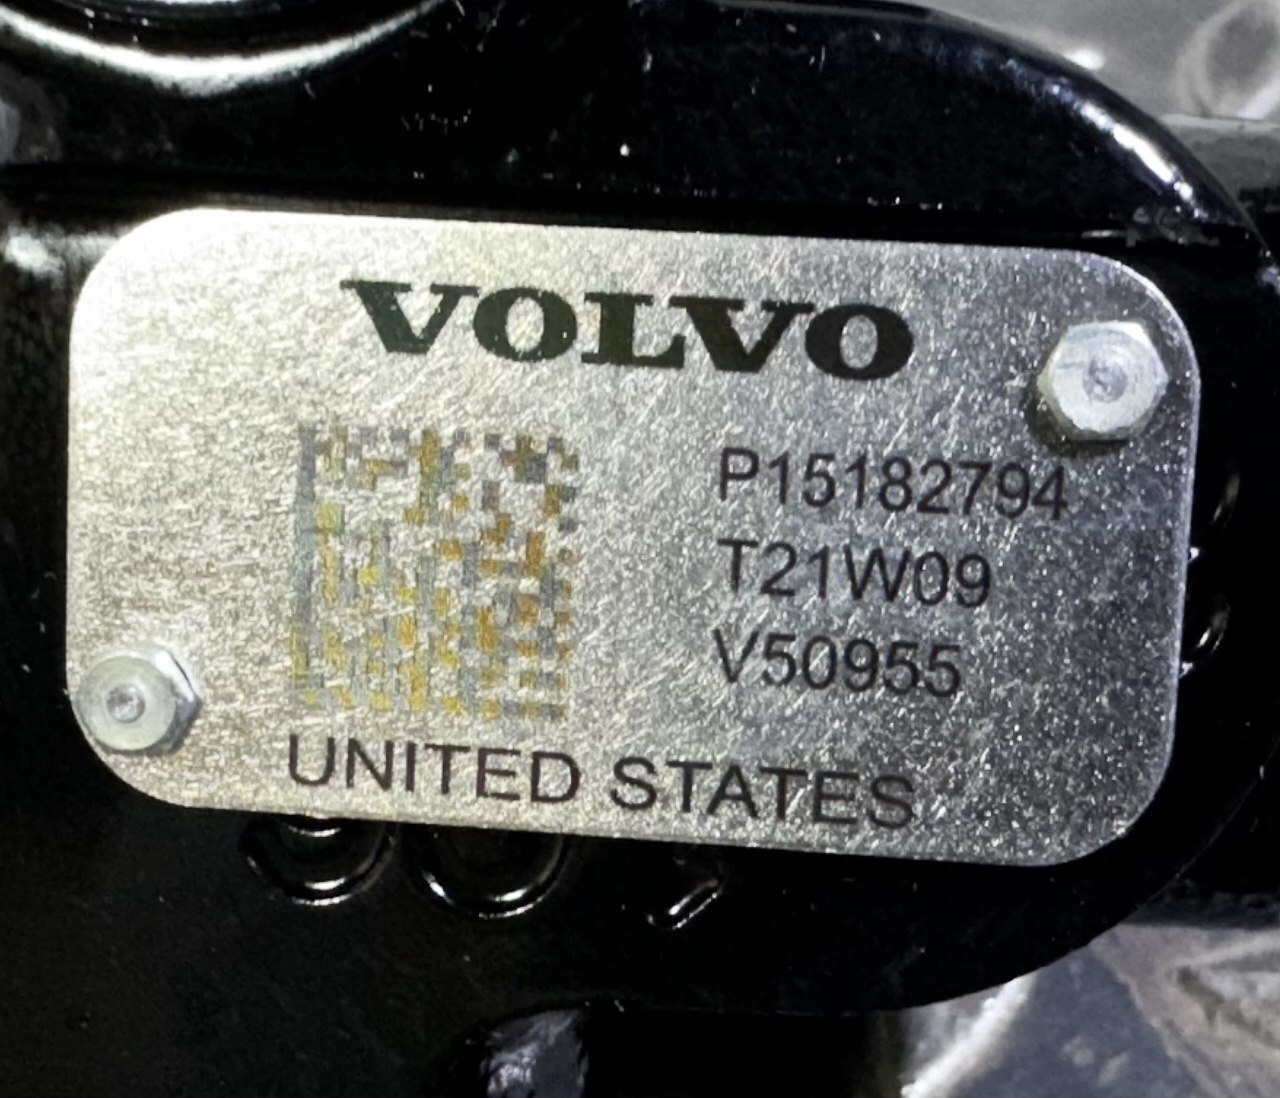 VOLVO
P15182794
T21W09
V50955
UNITED STATES